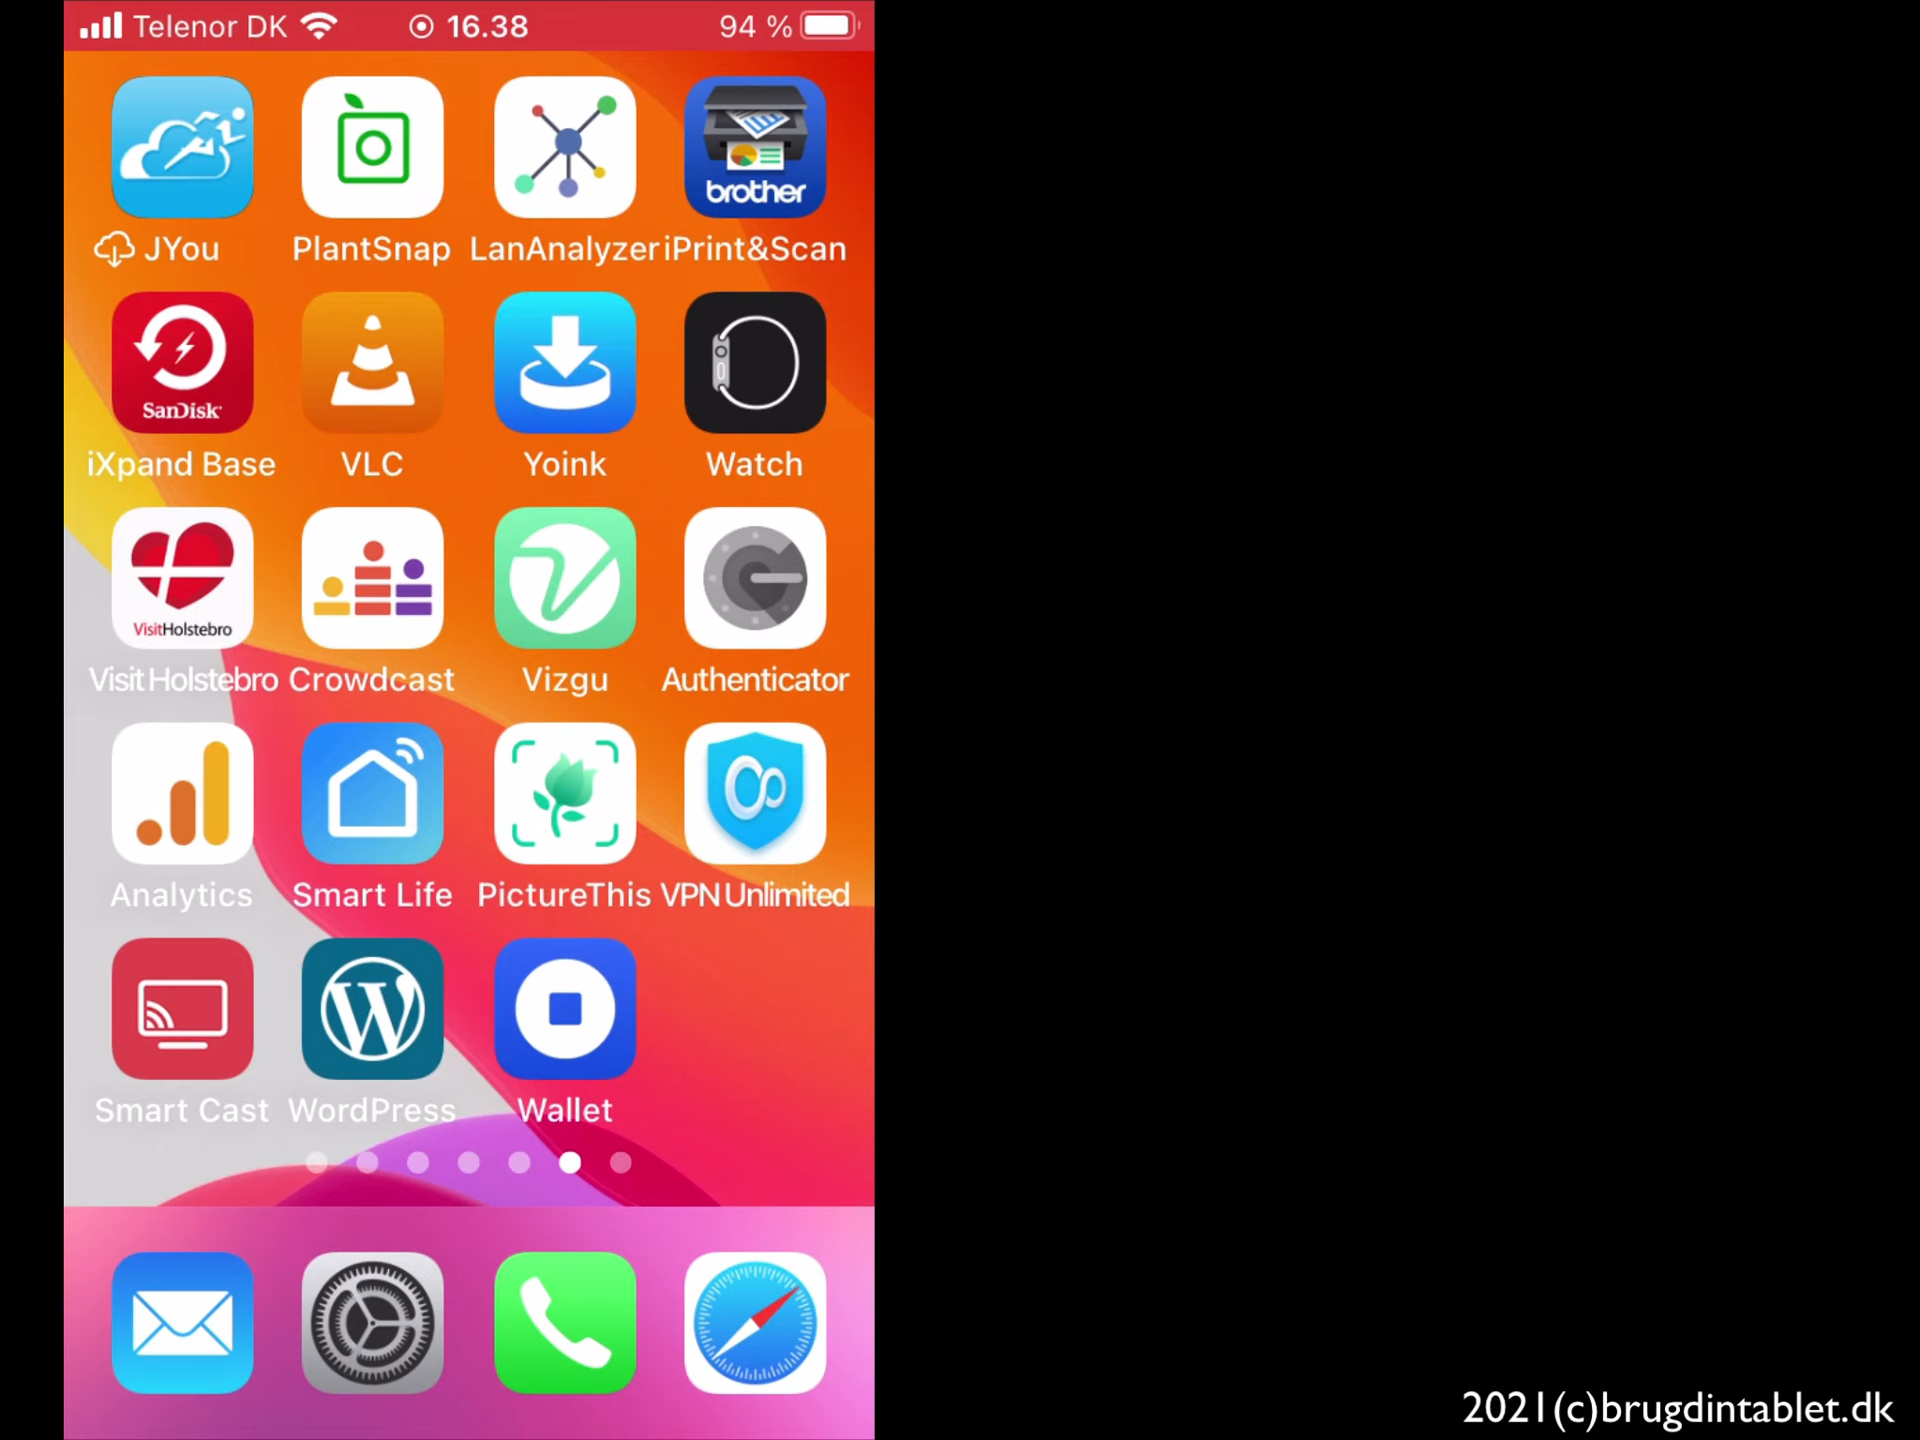 Telenor DK 16.38 94 %
brother
JYou PlantSnap LanAnalyzer iPrint&Scan
SanDisk
iXpand Base VLC Yoink Watch
VisitHolstebro
Visit Holstebro Crowdcast Vizgu Authenticator
Analytics Smart Life PictureThis VPN Unlimited
Smart Cast WordPress Wallet
2021(c)brugdintablet.dk